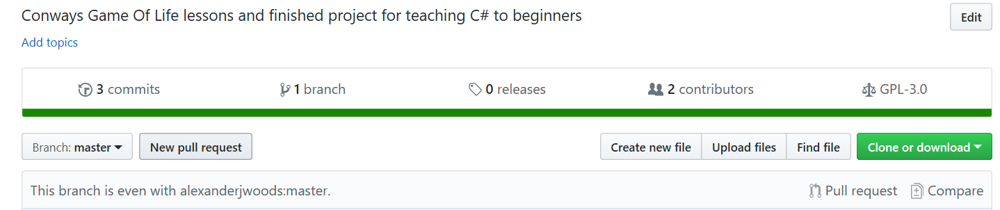 Conways Game Of Life lessons and finished project for teaching C# to beginners
Edit
Add topics
3 commits
1 branch
0 releases
2 contributors
GPL-3.0
Branch: master
New pull request
Create new file
Upload files
Find file
Clone or download
This branch is even with alexanderjwoods:master.
Pull request
Compare